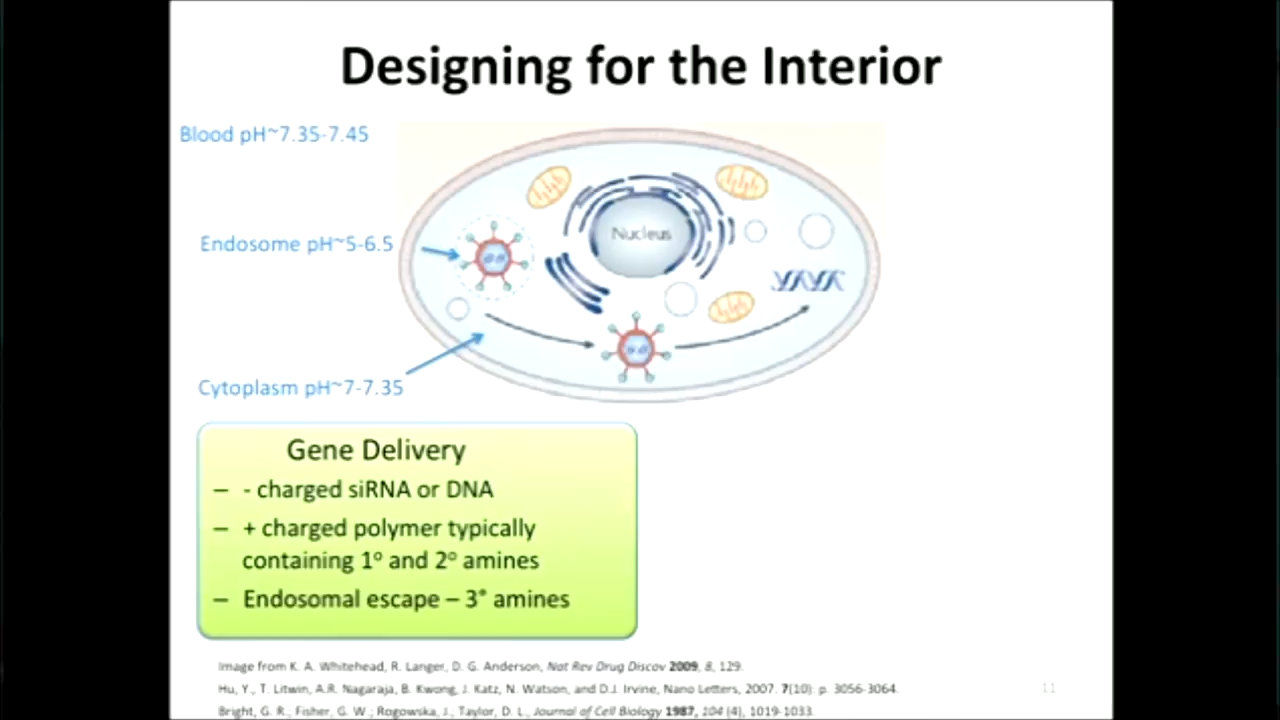 Designing for the Interior
Blood pH~7.35-7.45
Nucleus
Endosome pH~5-6.5
Cytoplasm pH~7-7.35
Gene Delivery
– - charged siRNA or DNA
– + charged polymer typically
containing 1º and 2º amines
– Endosomal escape – 3° amines
Image from K. A. Whitehead, R. Langer, D. G. Anderson, Nat Rev Drug Discov 2009, 8, 129.
Hu, Y., T. Litwin, A.R. Nagaraja, B. Kwong, J. Katz, N. Watson, and D.J. Irvine, Nano Letters, 2007. 7(10): p. 3056-3064.
11
Bright, G. R.; Fisher, G. W.; Rogowska, J.; Taylor, D. L., Journal of Cell Biology 1987, 104 (4), 1019-1033.